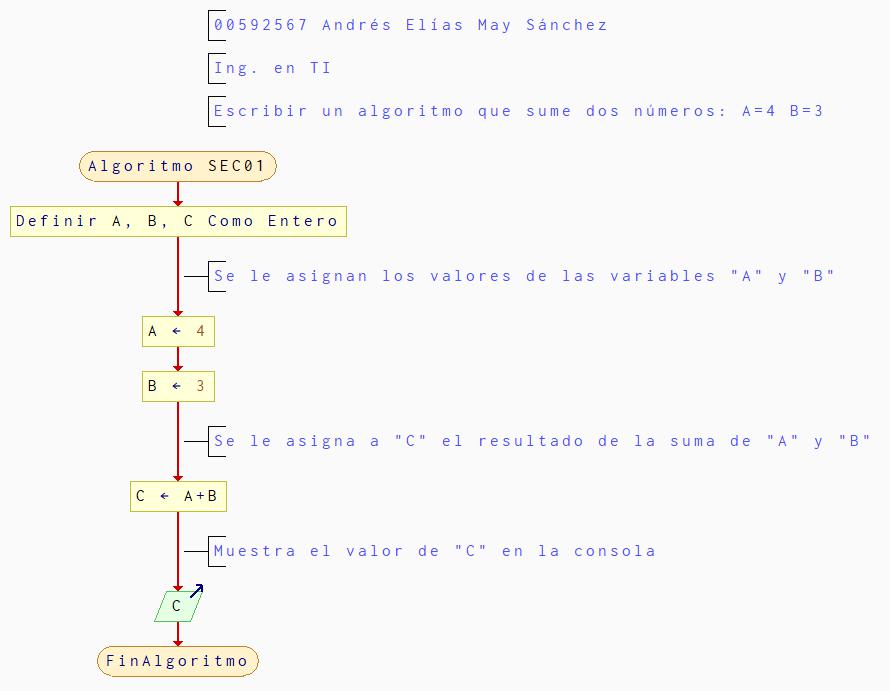 00592567 Andrés Elías May Sánchez
Ing. en TI
Escribir un algoritmo que sume dos números: A=4 B=3
Algoritmo SEC01
Definir A, B, C Como Entero
Se le asignan los valores de las variables "A" y "B"
A ← 4
B ← 3
Se le asigna a "C" el resultado de la suma de "A" y "B"
C ← A+B
Muestra el valor de "C" en la consola
C
FinAlgoritmo